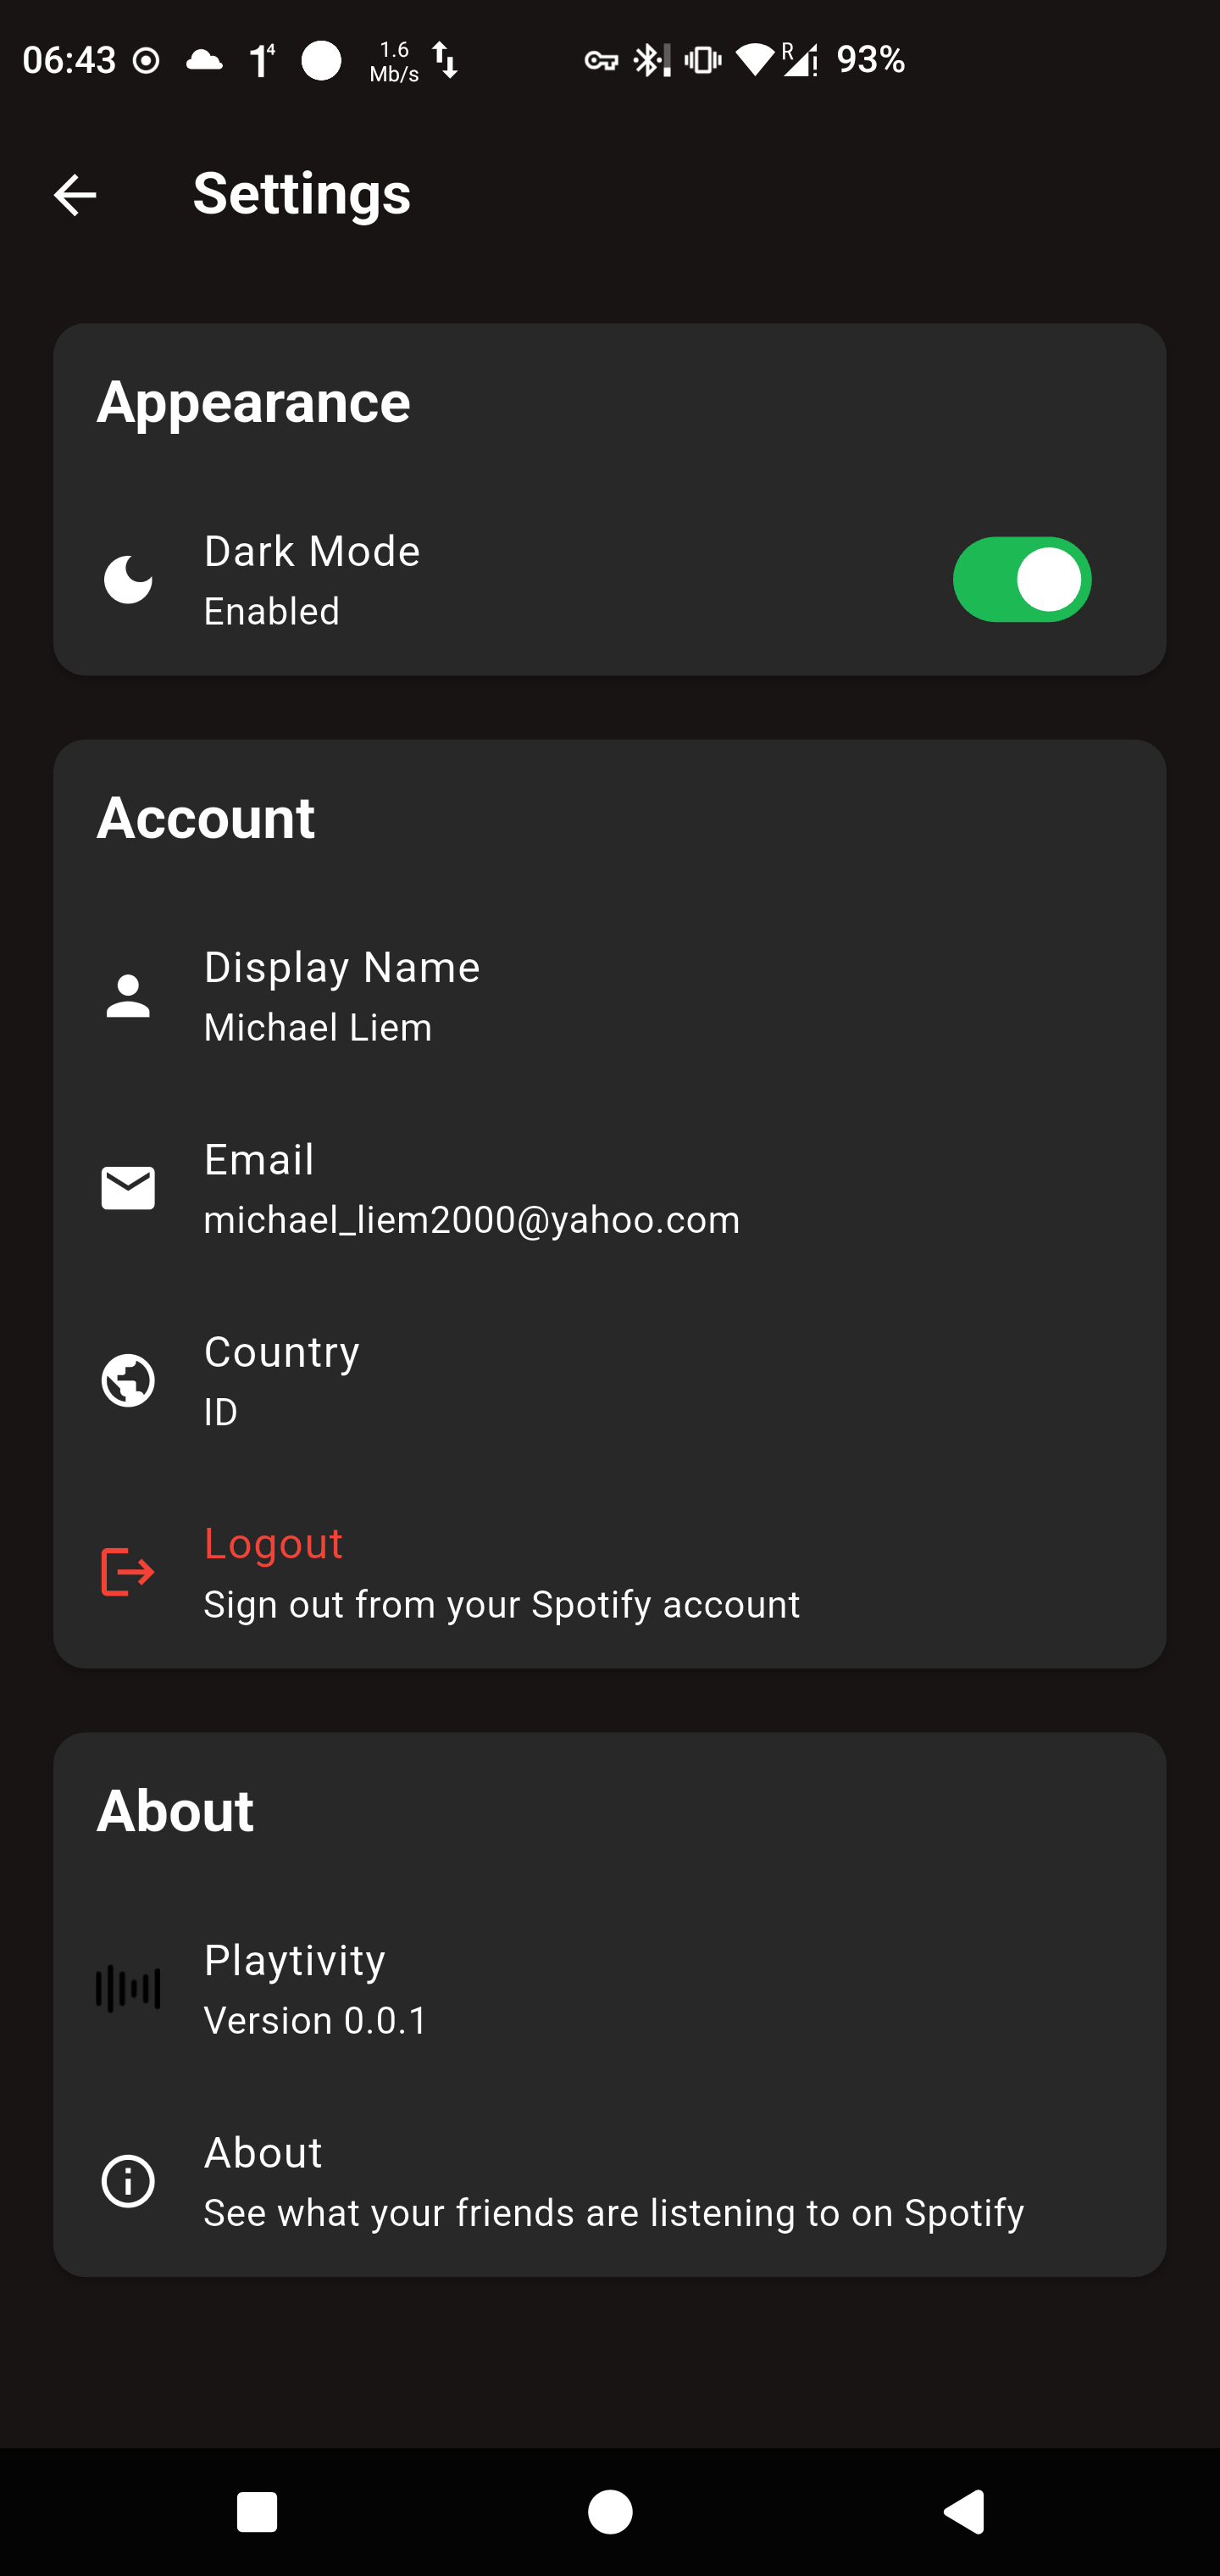 06:43 1⁴ 1.6 Mb/s R 93%
Settings
Appearance
Dark Mode
Enabled
Account
Display Name
Michael Liem
Email
michael_liem2000@yahoo.com
Country
ID
Logout
Sign out from your Spotify account
About
Playtivity
Version 0.0.1
About
See what your friends are listening to on Spotify